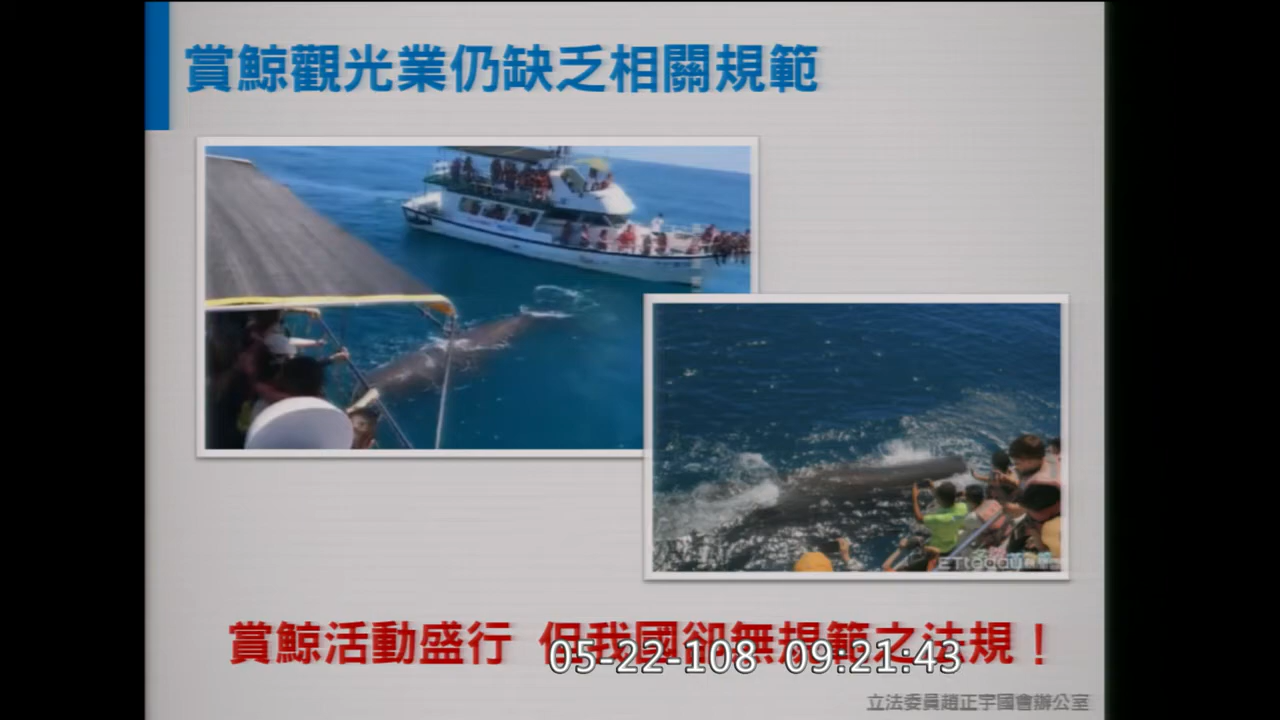 賞鯨觀光業仍缺乏相關規範
ETtoday
賞鯨活動盛行 但我國卻無規範之法規！
05-22-108 09:21:43
立法委員趙正宇國會辦公室